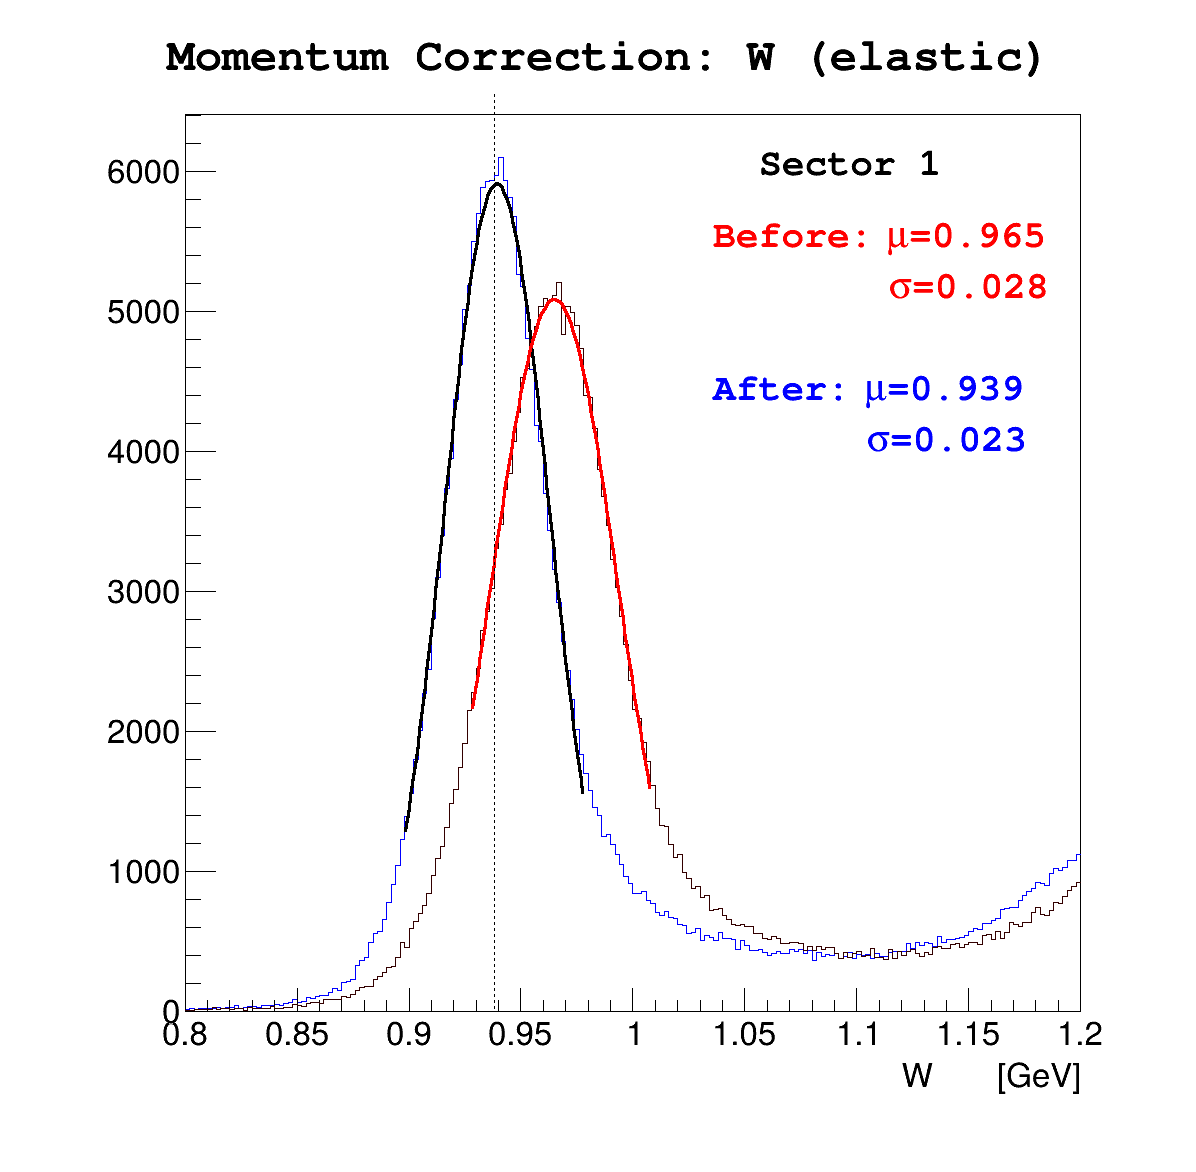 Momentum Correction: W (elastic)
Sector 1
Before: μ=0.965
σ=0.028
After: μ=0.939
σ=0.023
6000
5000
4000
3000
2000
1000
0
0.8 0.85 0.9 0.95 1 1.05 1.1 1.15 1.2
W [GeV]